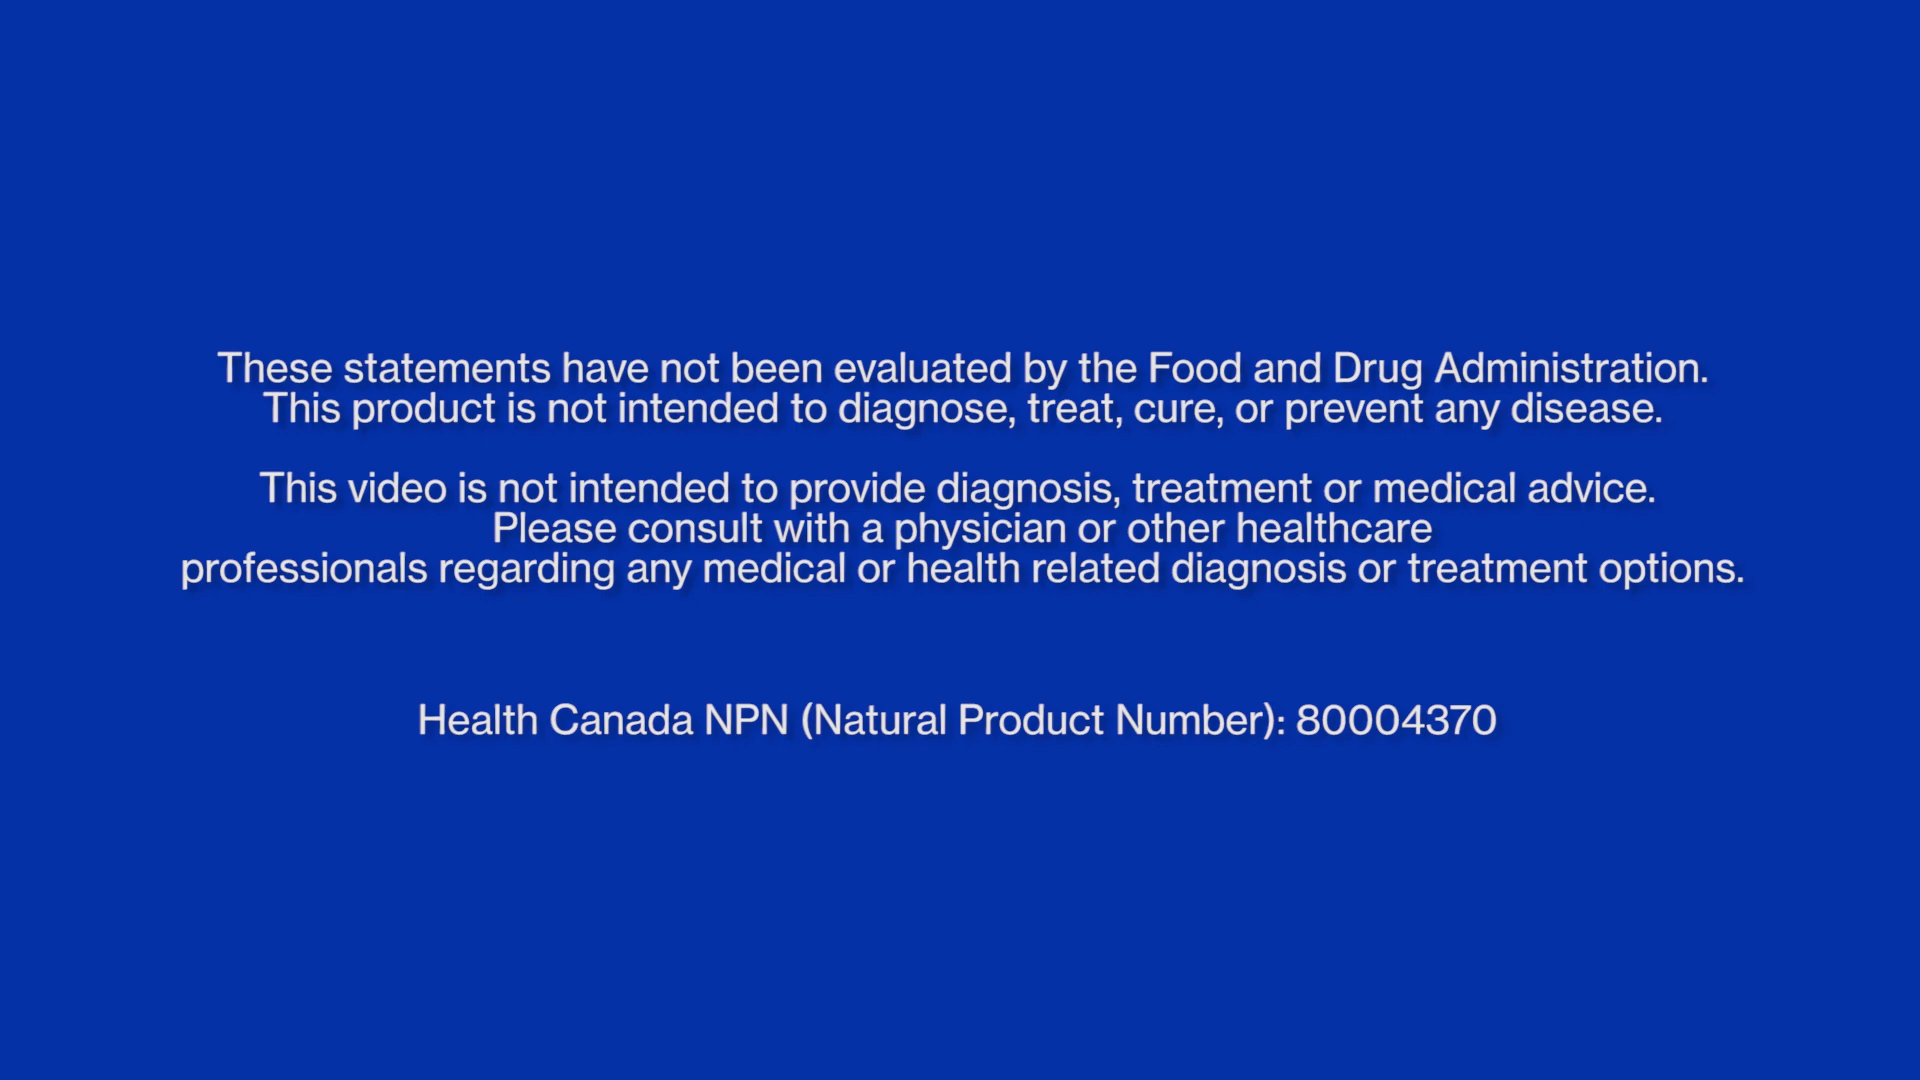 These statements have not been evaluated by the Food and Drug Administration.
This product is not intended to diagnose, treat, cure, or prevent any disease.
This video is not intended to provide diagnosis, treatment or medical advice.
Please consult with a physician or other healthcare
professionals regarding any medical or health related diagnosis or treatment options.
Health Canada NPN (Natural Product Number): 80004370